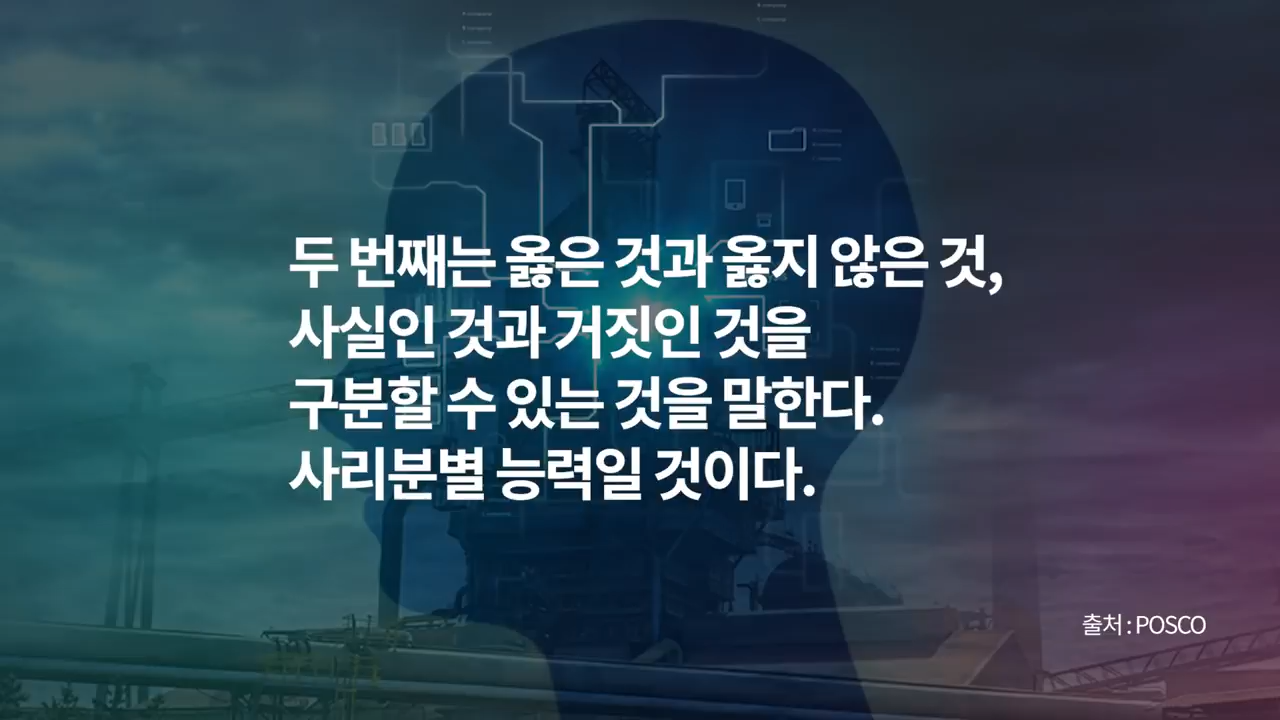 두 번째는 옳은 것과 옳지 않은 것,
사실인 것과 거짓인 것을
구분할 수 있는 것을 말한다.
사리분별 능력일 것이다.
출처 : POSCO